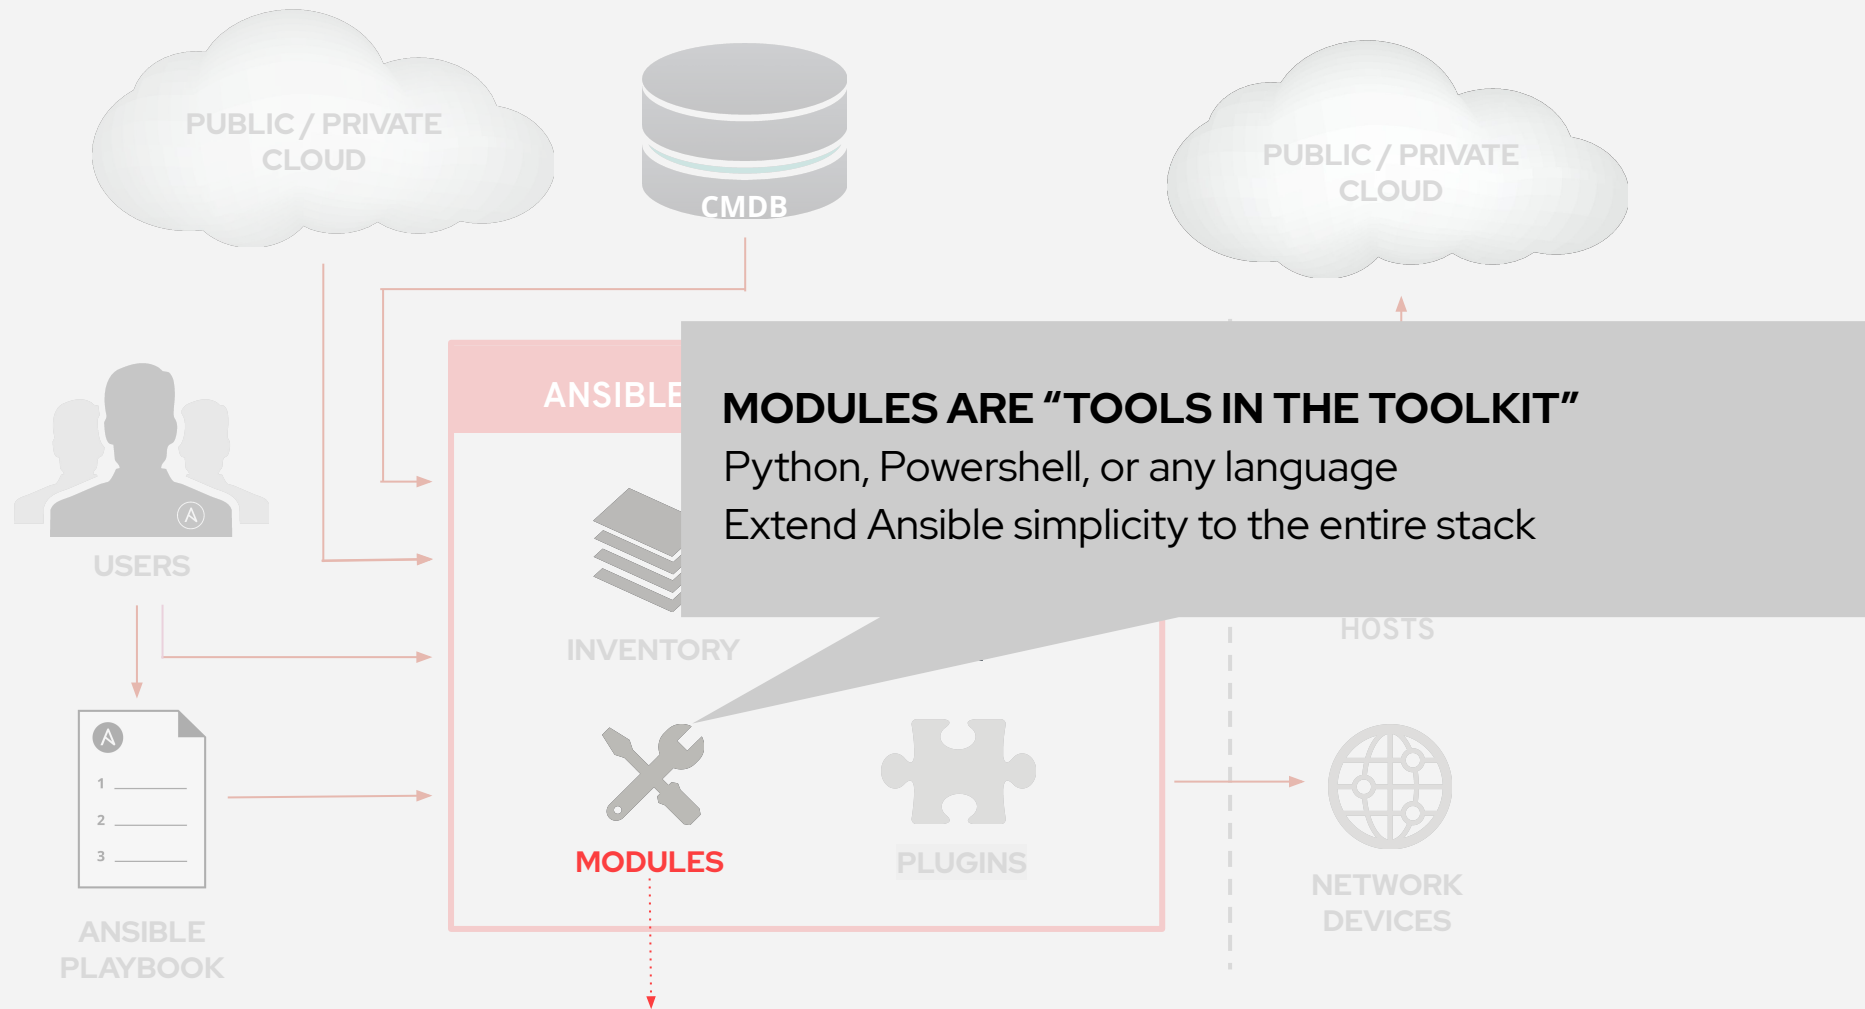 PUBLIC / PRIVATE
CLOUD
CMDB
PUBLIC / PRIVATE
CLOUD
ANSIBLE
MODULES ARE “TOOLS IN THE TOOLKIT”
Python, Powershell, or any language
Extend Ansible simplicity to the entire stack
USERS
INVENTORY
HOSTS
1
2
3
MODULES
PLUGINS
NETWORK
DEVICES
ANSIBLE
PLAYBOOK